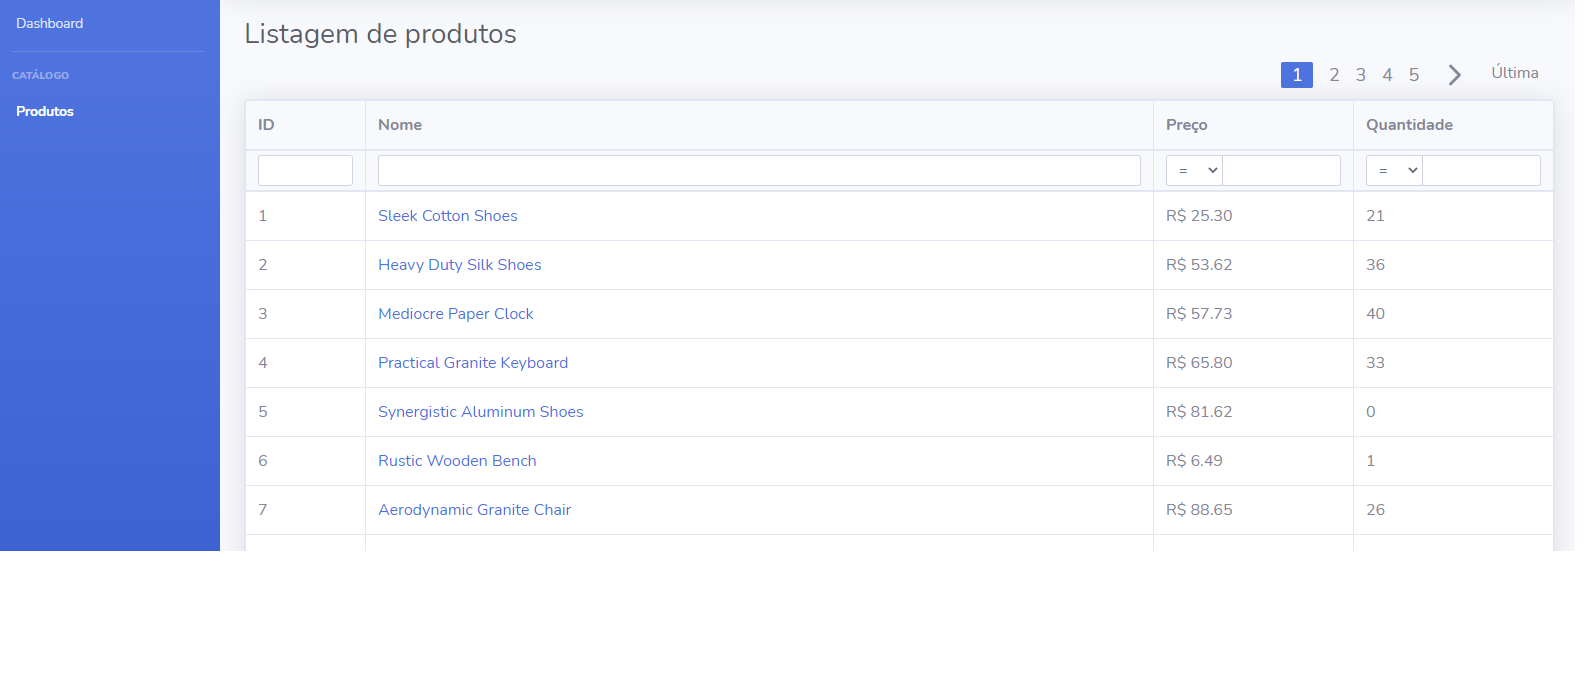 Dashboard
CATÁLOGO
Produtos
Listagem de produtos
1 2 3 4 5 Última
ID Nome Preço Quantidade
= =
1 Sleek Cotton Shoes R$ 25.30 21
2 Heavy Duty Silk Shoes R$ 53.62 36
3 Mediocre Paper Clock R$ 57.73 40
4 Practical Granite Keyboard R$ 65.80 33
5 Synergistic Aluminum Shoes R$ 81.62 0
6 Rustic Wooden Bench R$ 6.49 1
7 Aerodynamic Granite Chair R$ 88.65 26